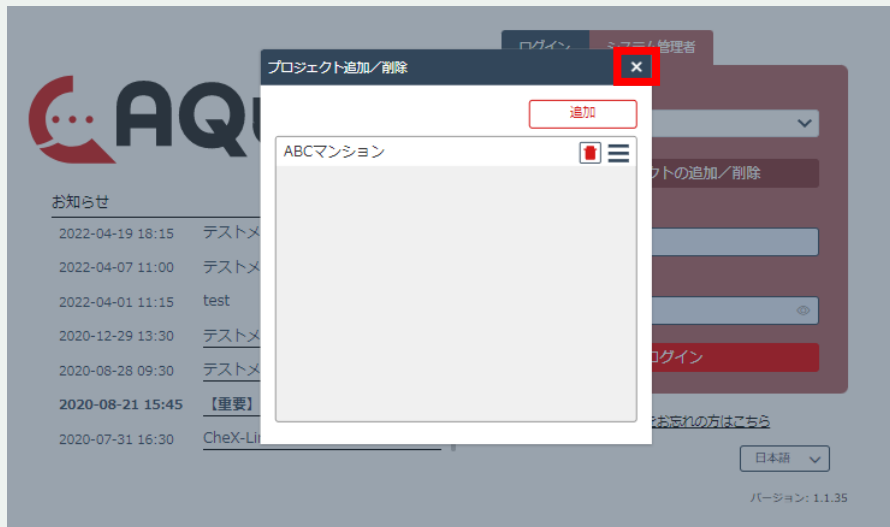 ログイン システム管理者
プロジェクト追加／削除
AQ
追加
ABCマンション
クトの追加／削除
お知らせ
2022-04-19 18:15 テストメ
2022-04-07 11:00 テストメ
2022-04-01 11:15 test
2020-12-29 13:30 テストメ
2020-08-28 09:30 テストメ
ログイン
2020-08-21 15:45 【重要】
をお忘れの方はこちら
2020-07-31 16:30 CheX-Li
日本語
バージョン: 1.1.35